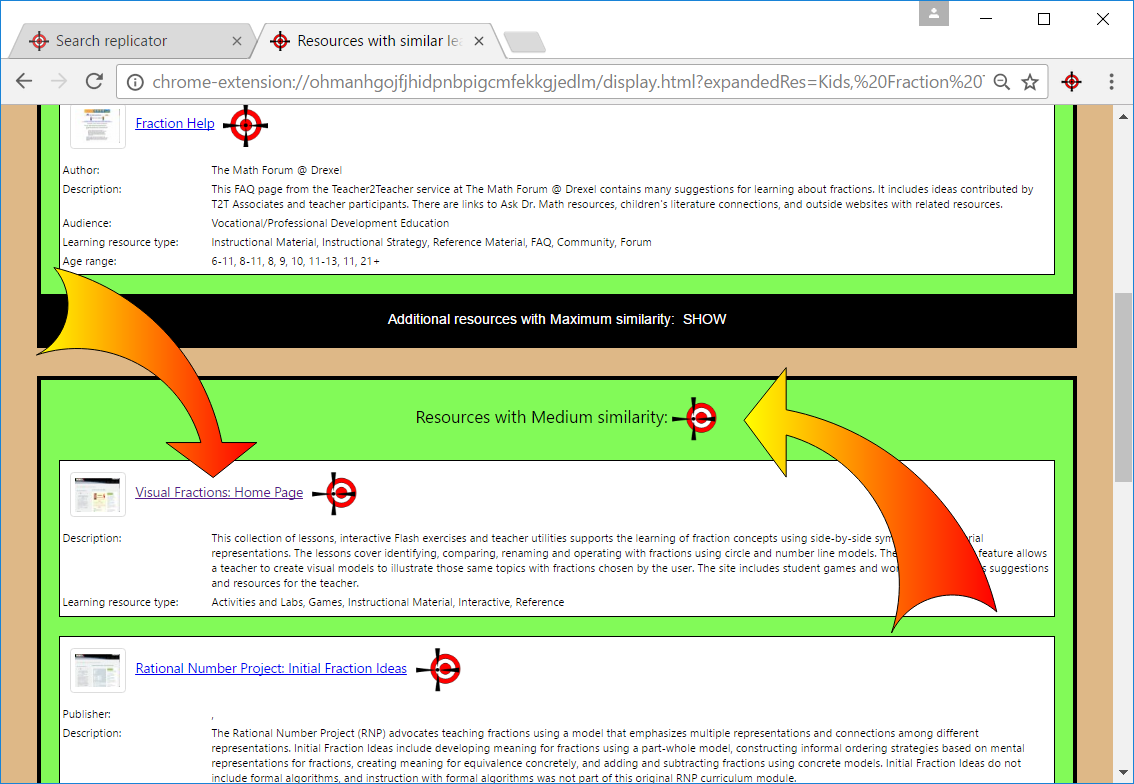 Search replicator
Resources with similar le
chrome-extension://ohmanhgojfjhidpnbpigcmfekkgjedlm/display.html?expandedRes=Kids,%20Fraction%20
Fraction Help
Author: The Math Forum @ Drexel
Description: This FAQ page from the Teacher2Teacher service at The Math Forum @ Drexel contains many suggestions for learning about fractions. It includes ideas contributed by
T2T Associates and teacher participants. There are links to Ask Dr. Math resources, children's literature connections, and outside websites with related resources.
Audience: Vocational/Professional Development Education
Learning resource type: Instructional Material, Instructional Strategy, Reference Material, FAQ, Community, Forum
Age range: 6-11, 8-11, 8, 9, 10, 11-13, 11, 21+
Additional resources with Maximum similarity: SHOW
Resources with Medium similarity:
Visual Fractions: Home Page
Description: This collection of lessons, interactive Flash exercises and teacher utilities supports the learning of fraction concepts using side-by-side
representations. The lessons cover identifying, comparing, renaming and operating with fractions using circle and number line models. feature allows
a teacher to create visual models to illustrate those same topics with fractions chosen by the user. The site includes student games and suggestions
and resources for the teacher.
Learning resource type: Activities and Labs, Games, Instructional Material, Interactive, Reference
Rational Number Project: Initial Fraction Ideas
Publisher: ,
Description: The Rational Number Project (RNP) advocates teaching fractions using a model that emphasizes multiple representations and connections among different
representations. Initial Fraction Ideas include developing meaning for fractions using a part-whole model, constructing informal ordering strategies based on mental
representations for fractions, creating meaning for equivalence concretely, and adding and subtracting fractions using concrete models. Initial Fraction Ideas do not
include formal algorithms, and instruction with formal algorithms was not part of this original RNP curriculum module.